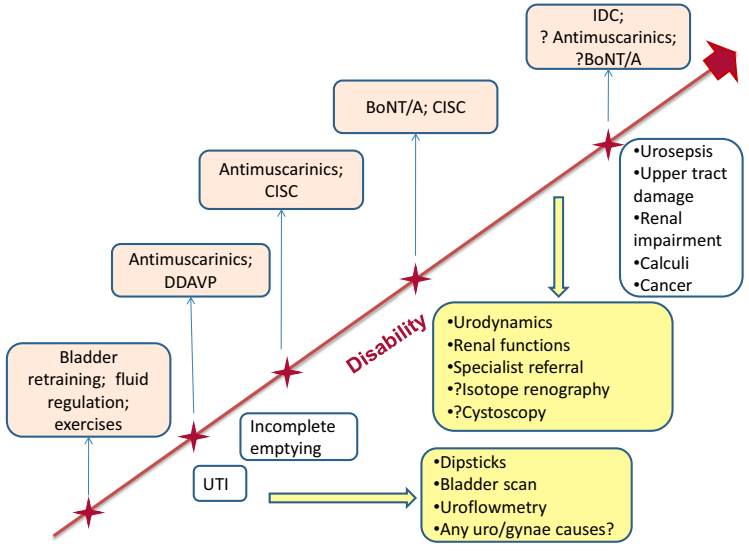 IDC;
? Antimuscarinics;
?BoNT/A
BoNT/A; CISC
Antimuscarinics;
CISC
Antimuscarinics;
DDAVP
Bladder
retraining;  fluid
regulation;
exercises
Disability
•Urosepsis
•Upper tract
damage
•Renal
impairment
•Calculi
•Cancer
•Urodynamics
•Renal functions
•Specialist referral
•?Isotope renography
•?Cystoscopy
Incomplete
emptying
UTI
•Dipsticks
•Bladder scan
•Uroflowmetry
•Any uro/gynae causes?